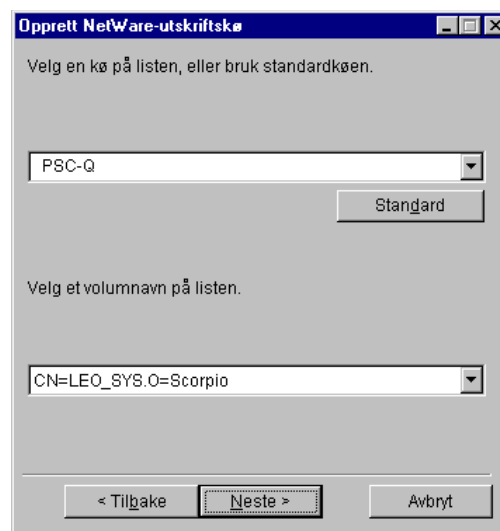 Opprett NetWare-utskriftskø
Velg en kø på listen, eller bruk standardkøen.
PSC-Q
Standard
Velg et volumnavn på listen.
CN=LEO_SYS.O=Scorpio
< Tilbake
Neste >
Avbryt